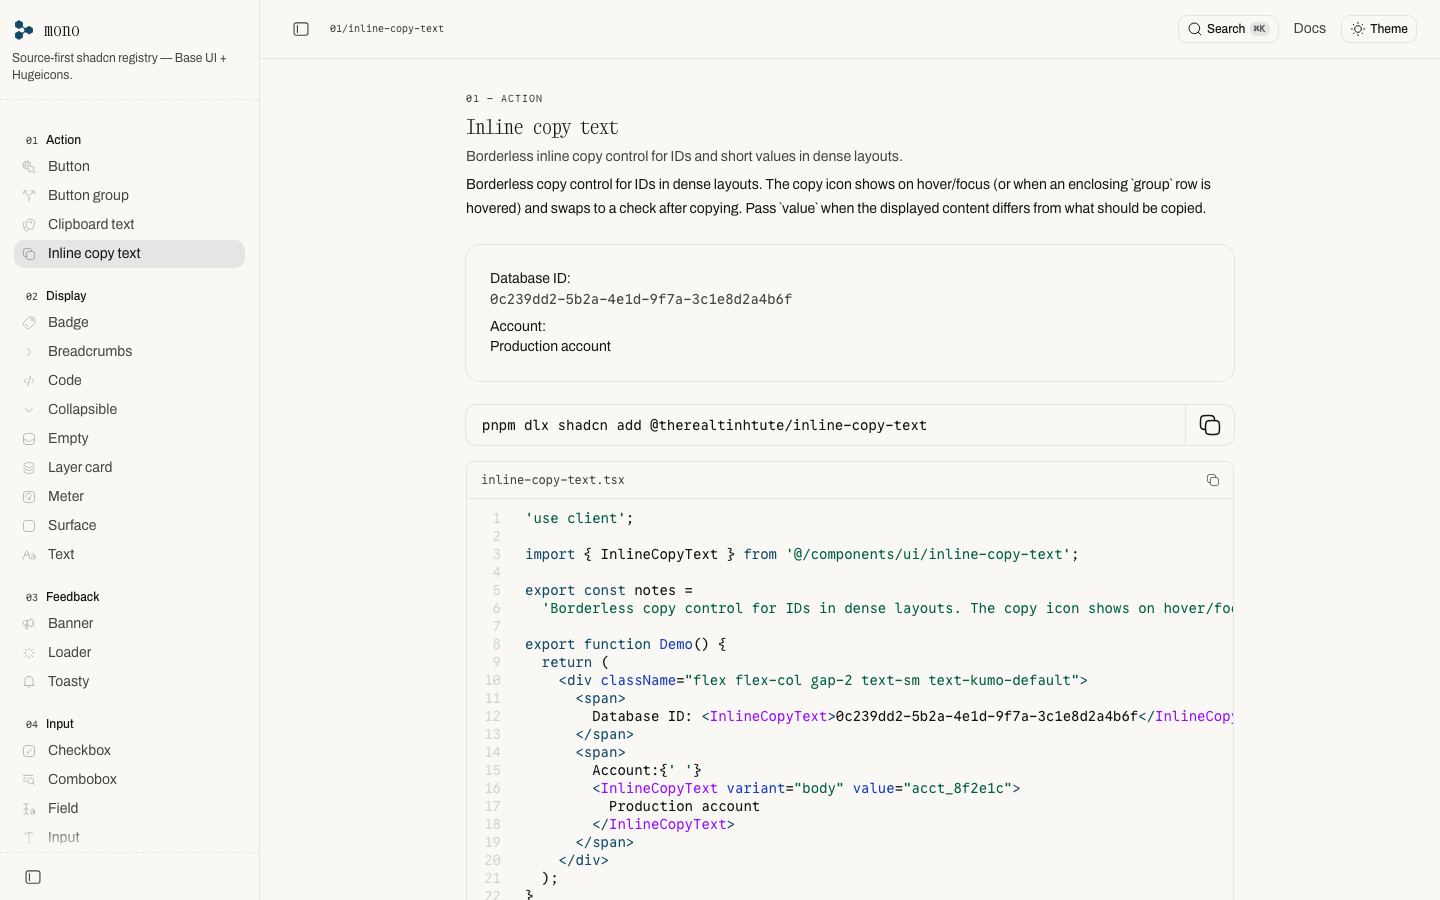 mono
Source-first shadcn registry — Base UI +
Hugeicons.
01 Action
Button
Button group
Clipboard text
Inline copy text
02 Display
Badge
Breadcrumbs
Code
Collapsible
Empty
Layer card
Meter
Surface
Text
03 Feedback
Banner
Loader
Toasty
04 Input
Checkbox
Combobox
Field
Input
01/inline-copy-text
Search ⌘K
Docs
Theme
01 — ACTION
Inline copy text
Borderless inline copy control for IDs and short values in dense layouts.
Borderless copy control for IDs in dense layouts. The copy icon shows on hover/focus (or when an enclosing `group` row is
hovered) and swaps to a check after copying. Pass `value` when the displayed content differs from what should be copied.
Database ID:
0c239dd2-5b2a-4e1d-9f7a-3c1e8d2a4b6f
Account:
Production account
pnpm dlx shadcn add @therealtinhtute/inline-copy-text
inline-copy-text.tsx
1 'use client';
2
3 import { InlineCopyText } from '@/components/ui/inline-copy-text';
4
5 export const notes =
6 'Borderless copy control for IDs in dense layouts. The copy icon shows on hover/fo
7
8 export function Demo() {
9 return (
10 <div className="flex flex-col gap-2 text-sm text-kumo-default">
11 <span>
12 Database ID: <InlineCopyText>0c239dd2-5b2a-4e1d-9f7a-3c1e8d2a4b6f</InlineCopy
13 </span>
14 <span>
15 Account:{' '}
16 <InlineCopyText variant="body" value="acct_8f2e1c">
17 Production account
18 </InlineCopyText>
19 </span>
20 </div>
21 );
22 }